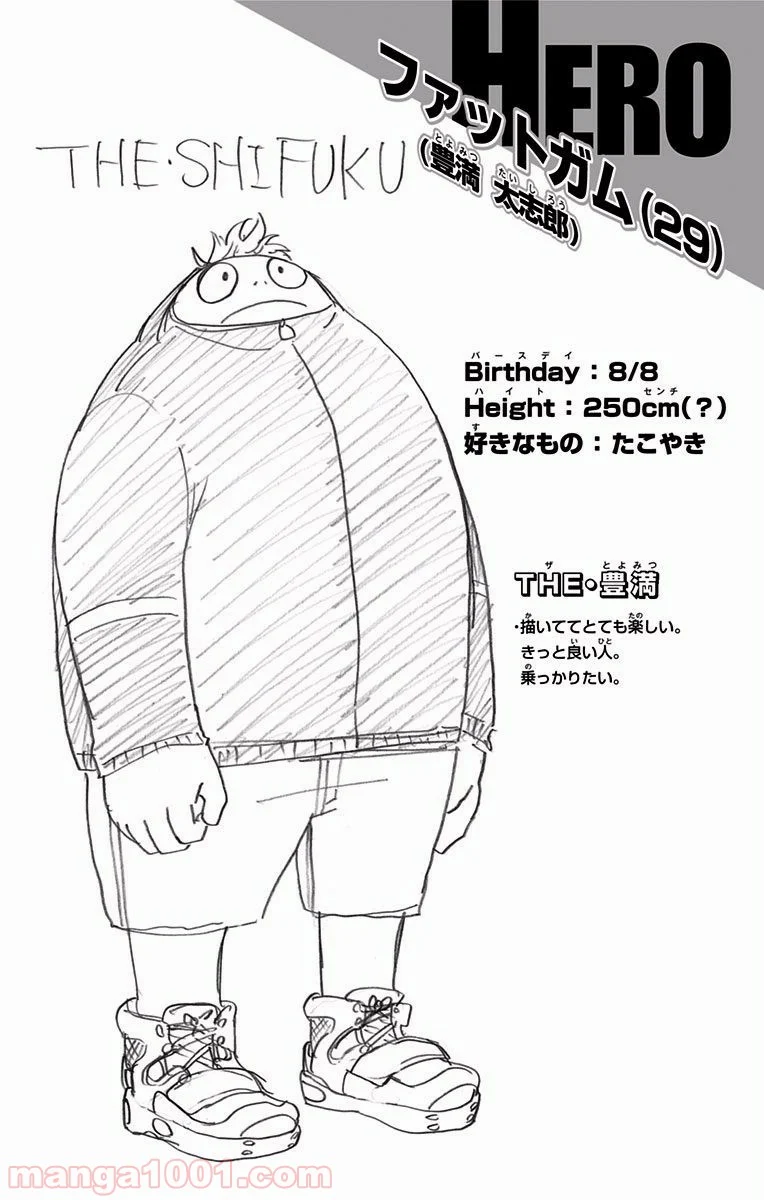 HERO
ファットガム(29)
とよみつ たいしろう
(豊満 太志郎)
THE・SHIFUKU
バースデイ
Birthday：8/8
ハイト センチ
Height：250cm(？)
す
好きなもの：たこやき
ザ とよみつ
THE・豊満
か たの
・描いててとても楽しい。
い ひと
きっと良い人。
の
乗っかりたい。
manga1001.com